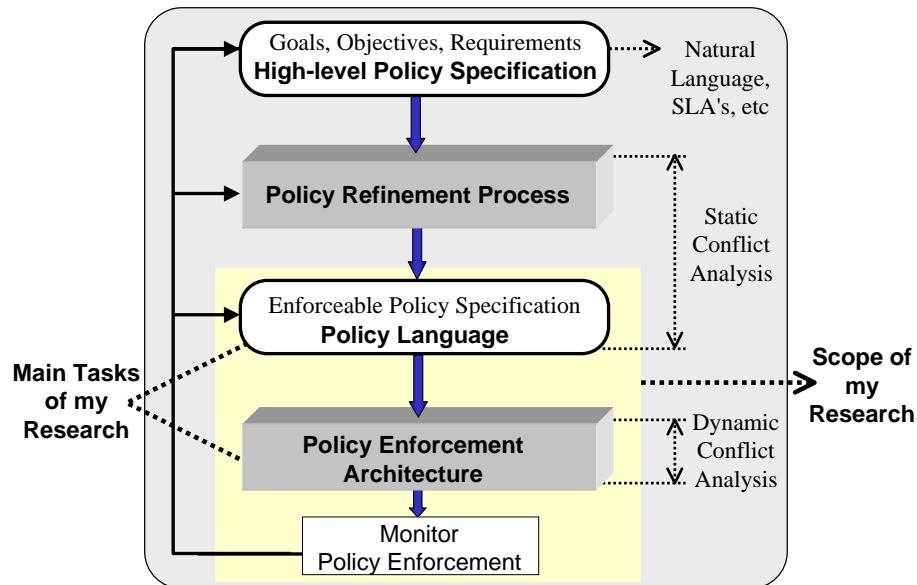 Goals, Objectives, Requirements
High-level Policy Specification
Natural
Language,
SLA's, etc
Policy Refinement Process
Static
Conflict
Analysis
Enforceable Policy Specification
Policy Language
Main Tasks
of my
Research
Scope of
my
Research
Policy Enforcement
Architecture
Dynamic
Conflict
Analysis
Monitor
Policy Enforcement